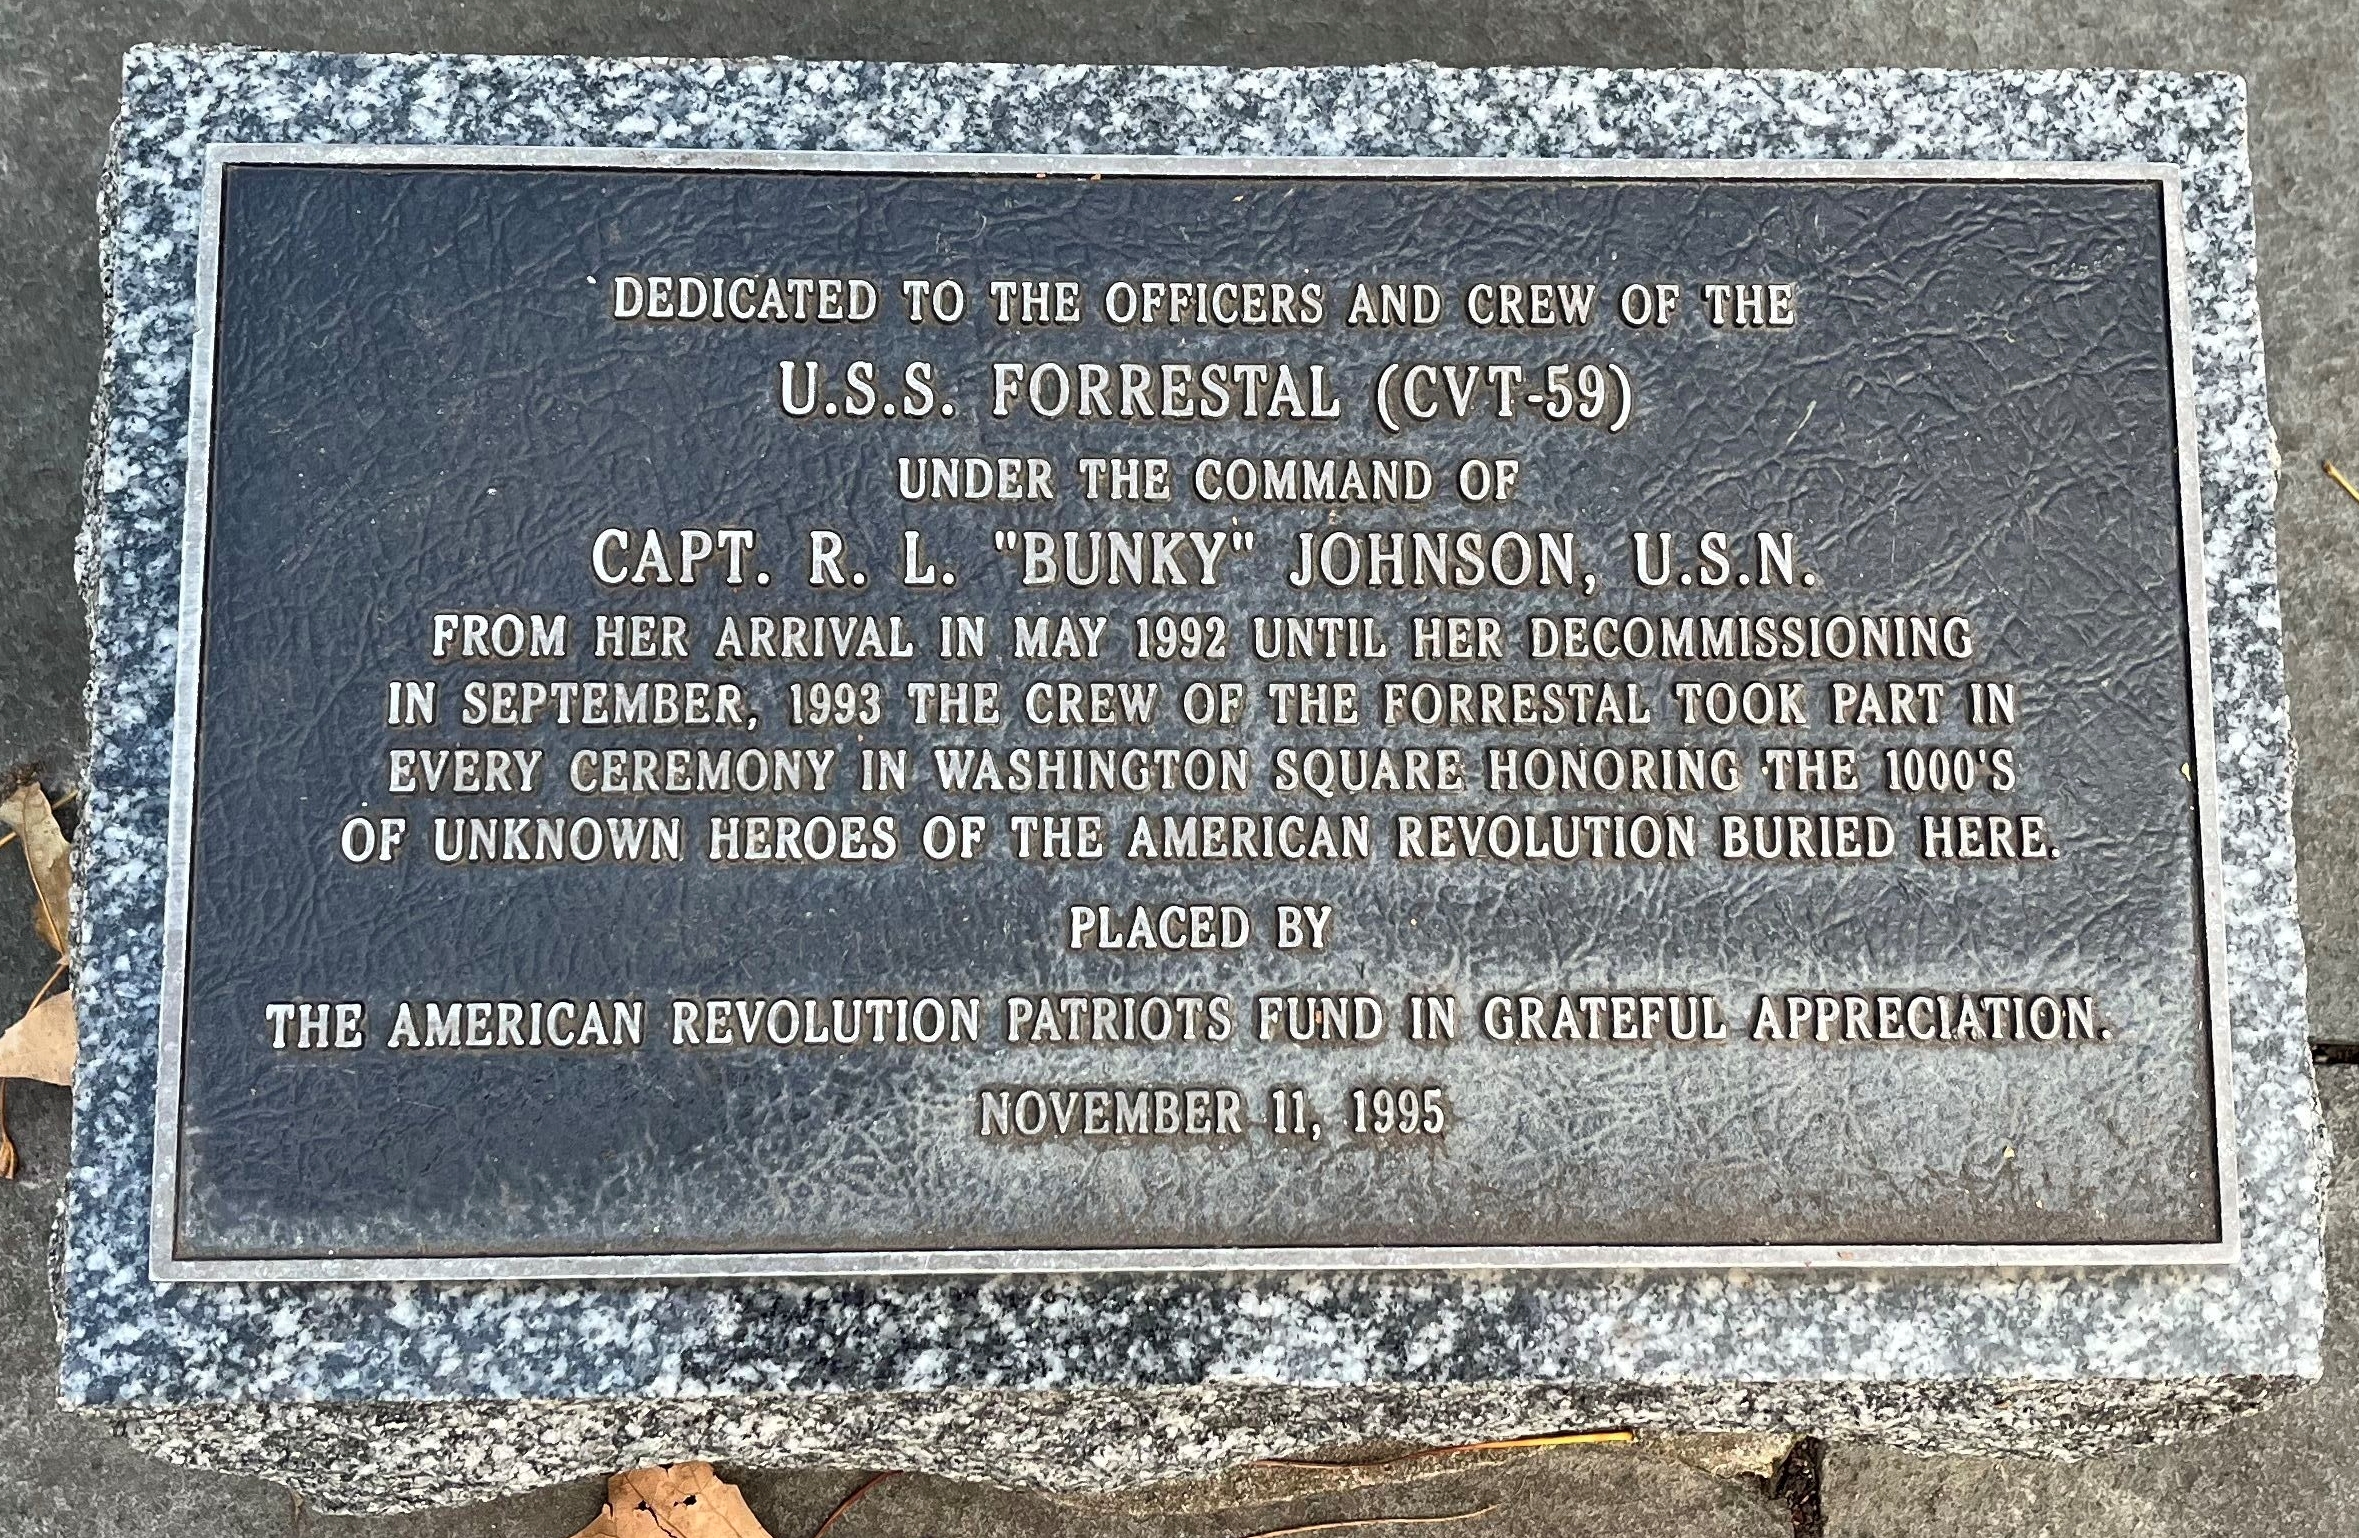 DEDICATED TO THE OFFICERS AND CREW OF THE
U.S.S. FORRESTAL (CVT-59)
UNDER THE COMMAND OF
CAPT. R. L. "BUNKY" JOHNSON, U.S.N.
FROM HER ARRIVAL IN MAY 1992 UNTIL HER DECOMMISSIONING
IN SEPTEMBER, 1993 THE CREW OF THE FORRESTAL TOOK PART IN
EVERY CEREMONY IN WASHINGTON SQUARE HONORING THE 1000'S
OF UNKNOWN HEROES OF THE AMERICAN REVOLUTION BURIED HERE.
PLACED BY
THE AMERICAN REVOLUTION PATRIOTS FUND IN GRATEFUL APPRECIATION.
NOVEMBER 11, 1995